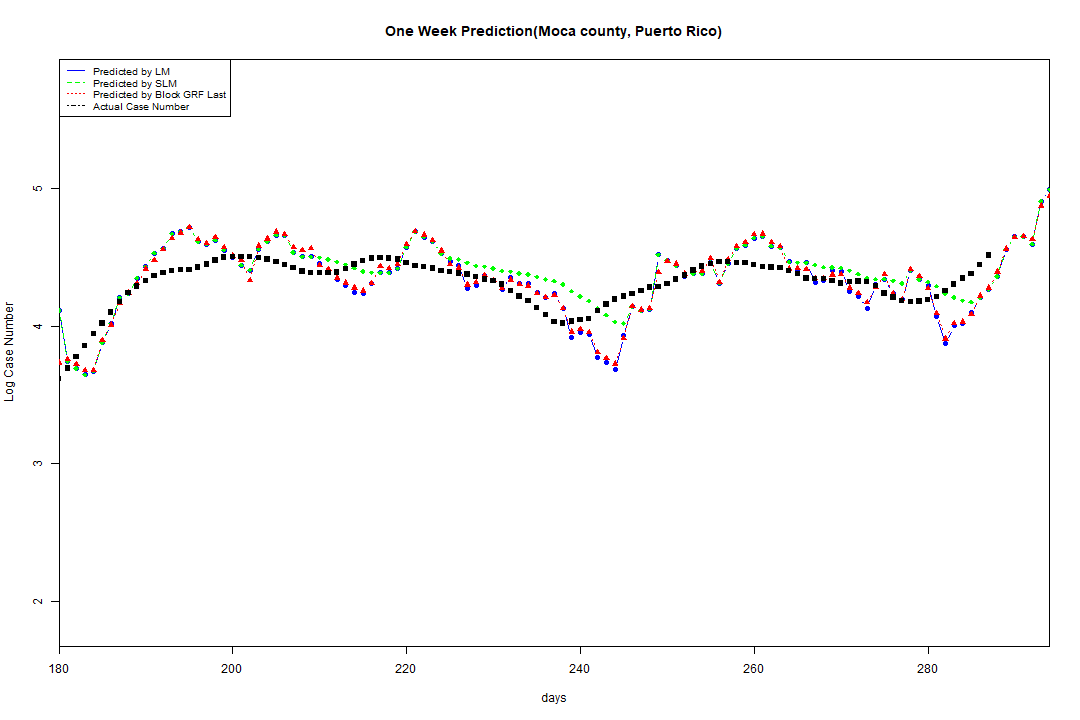 One Week Prediction(Moca county, Puerto Rico)
Predicted by LM
Predicted by SLM
Predicted by Block GRF Last
Actual Case Number
5
4
3
2
Log Case Number
180 200 220 240 260 280
days